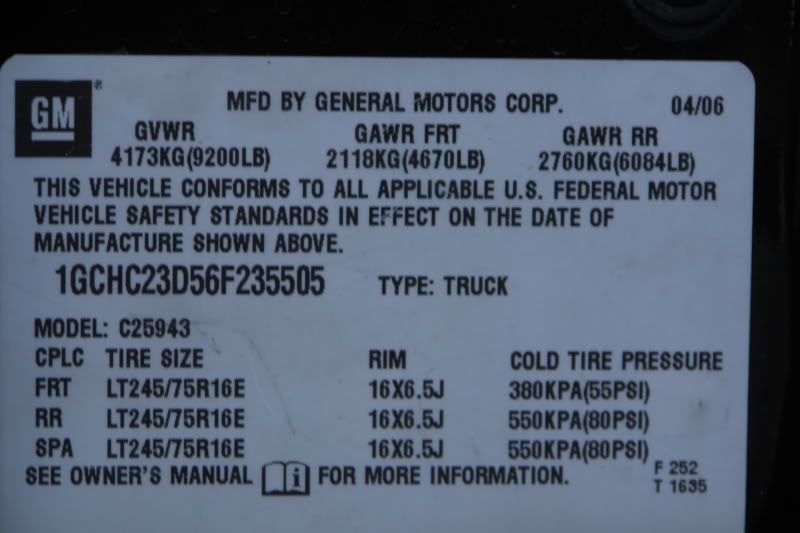 GM®
MFD BY GENERAL MOTORS CORP. 04/06
GVWR GAWR FRT GAWR RR
4173KG(9200LB) 2118KG(4670LB) 2760KG(6084LB)
THIS VEHICLE CONFORMS TO ALL APPLICABLE U.S. FEDERAL MOTOR
VEHICLE SAFETY STANDARDS IN EFFECT ON THE DATE OF
MANUFACTURE SHOWN ABOVE.
1GCHC23D56F235505 TYPE: TRUCK
MODEL: C25943
CPLC TIRE SIZE RIM COLD TIRE PRESSURE
FRT LT245/75R16E 16X6.5J 380KPA(55PSI)
RR LT245/75R16E 16X6.5J 550KPA(80PSI)
SPA LT245/75R16E 16X6.5J 550KPA(80PSI)
SEE OWNER'S MANUAL i FOR MORE INFORMATION.
F 252
T 1635